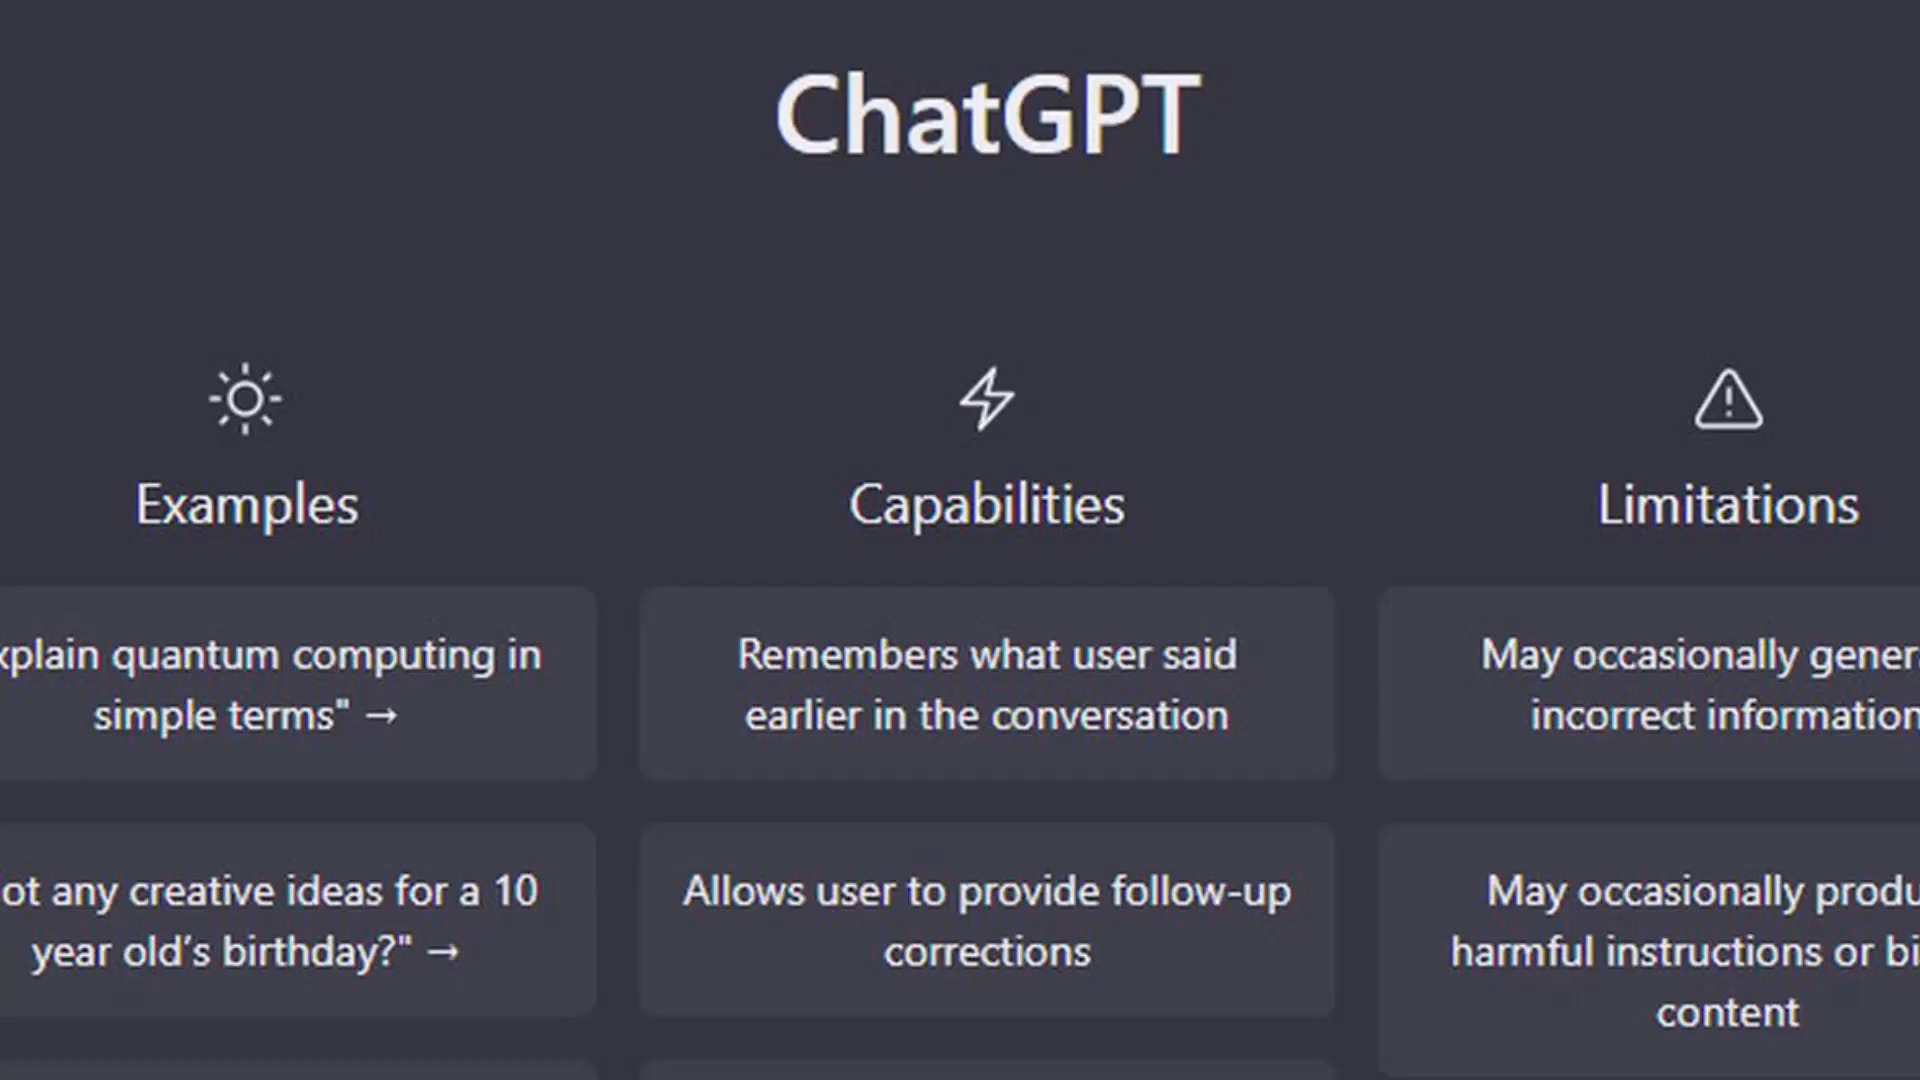 ChatGPT
Examples
Capabilities
Limitations
explain quantum computing in
simple terms" →
Remembers what user said
earlier in the conversation
May occasionally
incorrect information
any creative ideas for a 10
year old's birthday?" →
Allows user to provide follow-up
corrections
May occasionally
harmful instructions or
content